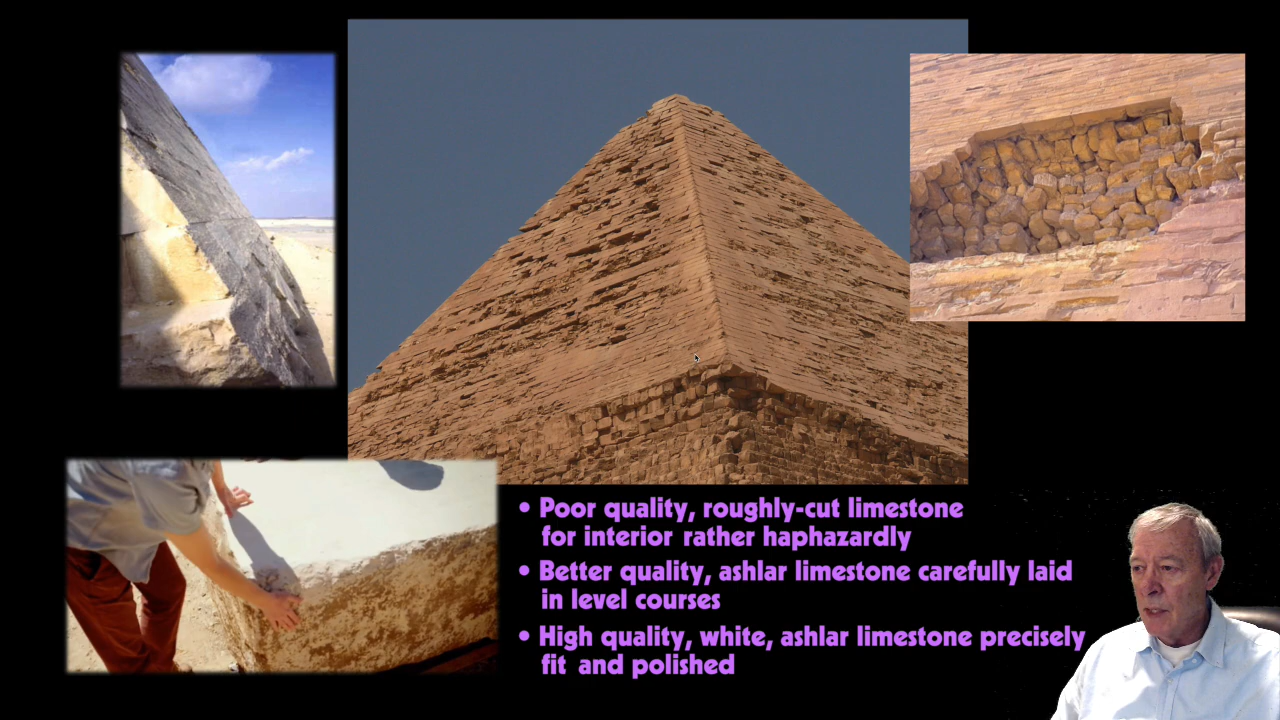 • Poor quality, roughly-cut limestone
for interior rather haphazardly
• Better quality, ashlar limestone carefully laid
in level courses
• High quality, white, ashlar limestone precisely
fit and polished